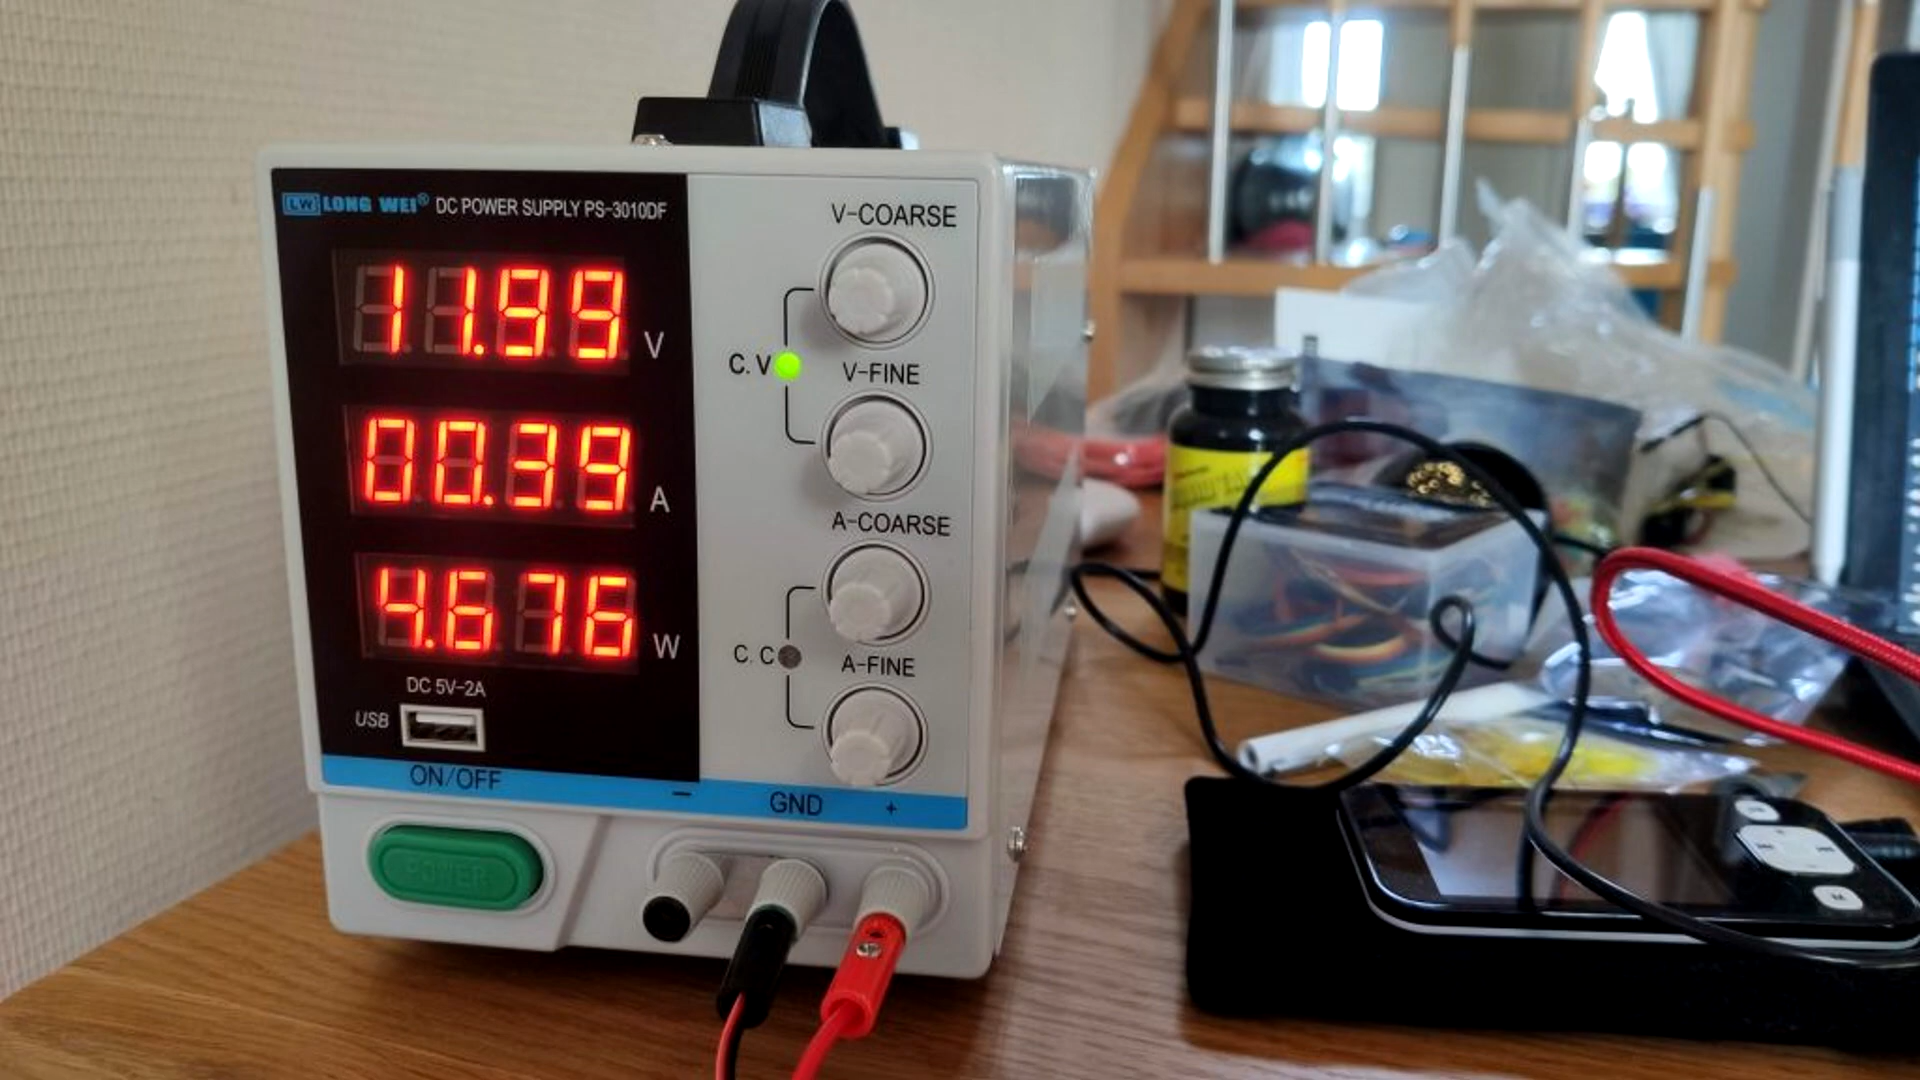 LW LONG WEI® DC POWER SUPPLY PS-3010DF
11.99 V
00.39 A
4.676 W
DC 5V-2A
USB
ON/OFF
POWER
V-COARSE
C.V
V-FINE
A-COARSE
C.C
A-FINE
− GND +
M